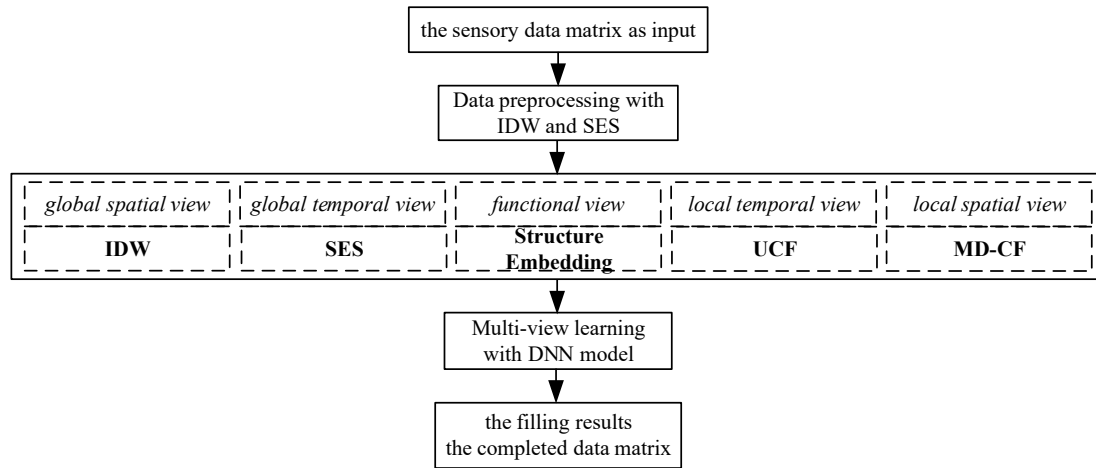 the sensory data matrix as input
Data preprocessing with
IDW and SES
global spatial view
global temporal view
functional view
local temporal view
local spatial view
IDW
SES
Structure
Embedding
UCF
MD-CF
Multi-view learning
with DNN model
the filling results
the completed data matrix